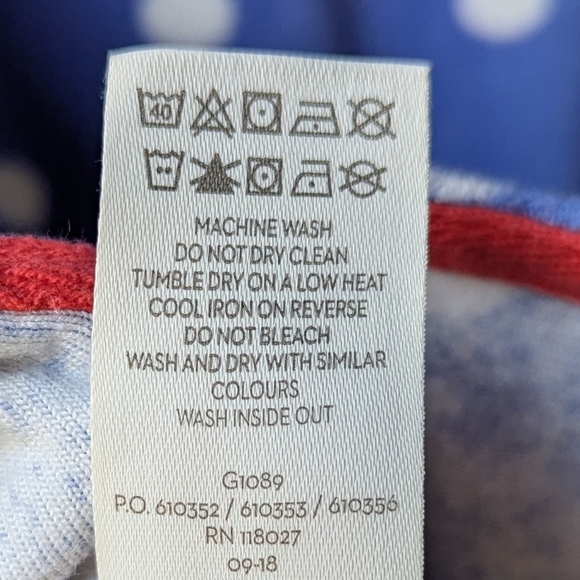 40
MACHINE WASH
DO NOT DRY CLEAN
TUMBLE DRY ON A LOW HEAT
COOL IRON ON REVERSE
DO NOT BLEACH
WASH AND DRY WITH SIMILAR
COLOURS
WASH INSIDE OUT
G1089
P.O. 610352 / 610353 / 610356
RN 118027
09-18